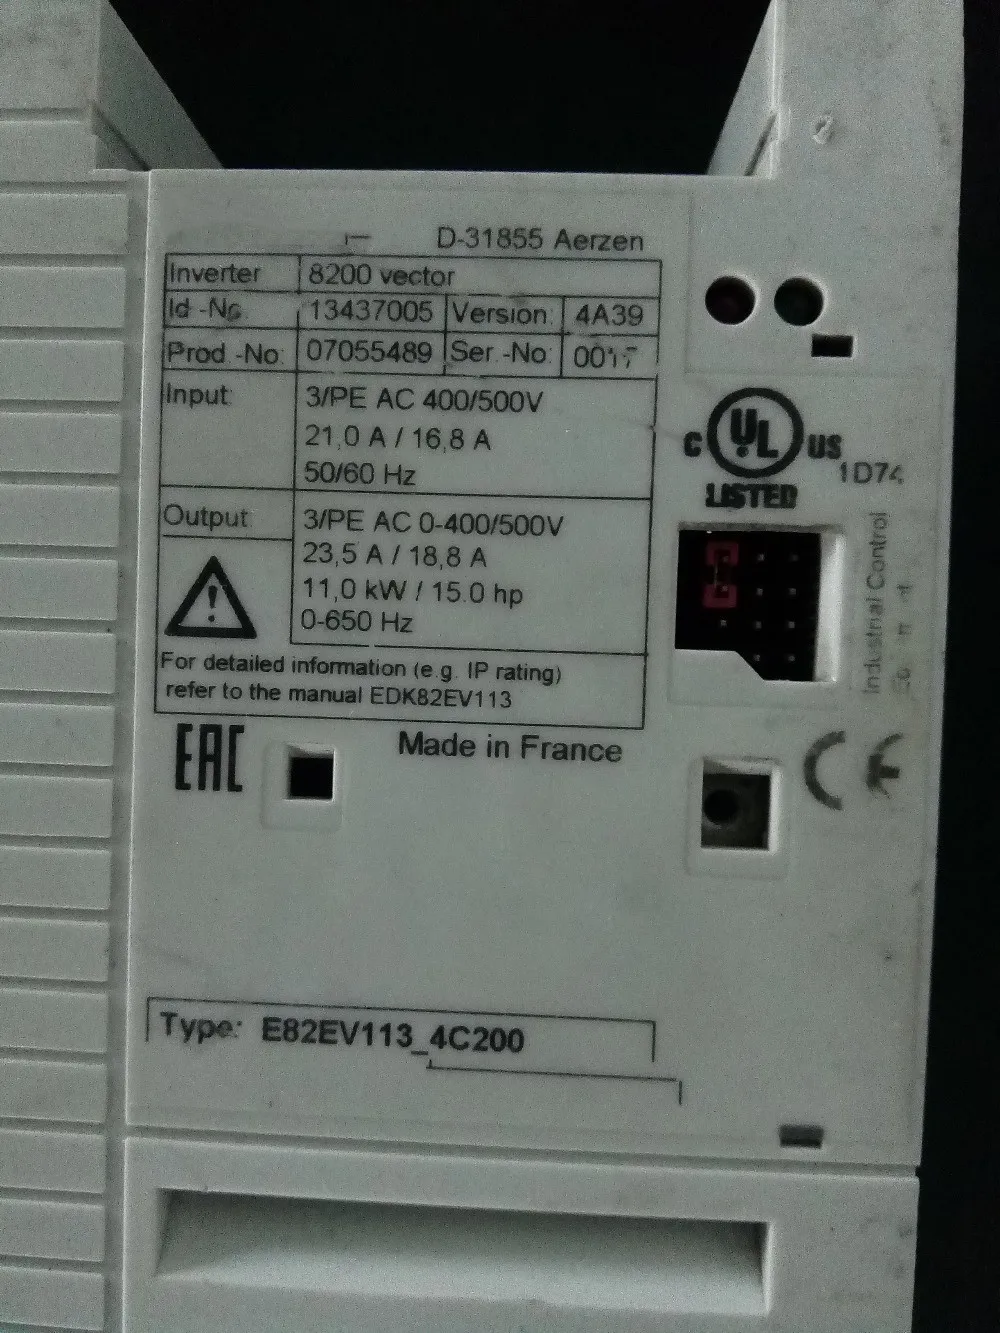 D-31855 Aerzen
Inverter 8200 vector
Id.-No. 13437005 Version: 4A39
Prod.-No: 07055489 Ser.-No: 0017
Input: 3/PE AC 400/500V
21,0 A / 16,8 A
50/60 Hz
Output: 3/PE AC 0-400/500V
23,5 A / 18,8 A
11,0 kW / 15.0 hp
0-650 Hz
For detailed information (e.g. IP rating)
refer to the manual EDK82EV113
EAC
Made in France
C UL US
LISTED
1D74
Industrial Control
CE
Type: E82EV113_4C200